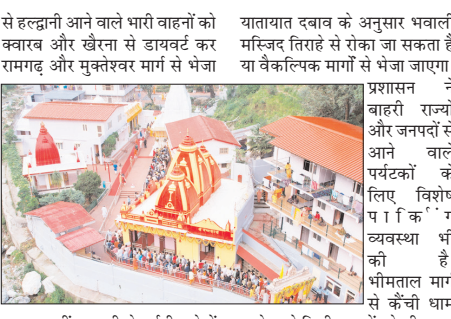 से हल्द्वानी आने वाले भारी वाहनों को
क्वारब और खैरना से डायवर्ट कर
रामगढ़ और मुक्तेश्वर मार्ग से भेजा
यातायात दबाव के अनुसार भवाली
मस्जिद तिराहे से रोका जा सकता है
या वैकल्पिक मार्गों से भेजा जाएगा
प्रशासन ने
बाहरी राज्यों
और जनपदों से
आने वाले
पर्यटकों के
लिए विशेष
पार्किंग
व्यवस्था भी
की है
भीमताल मार्ग
से कैंची धाम